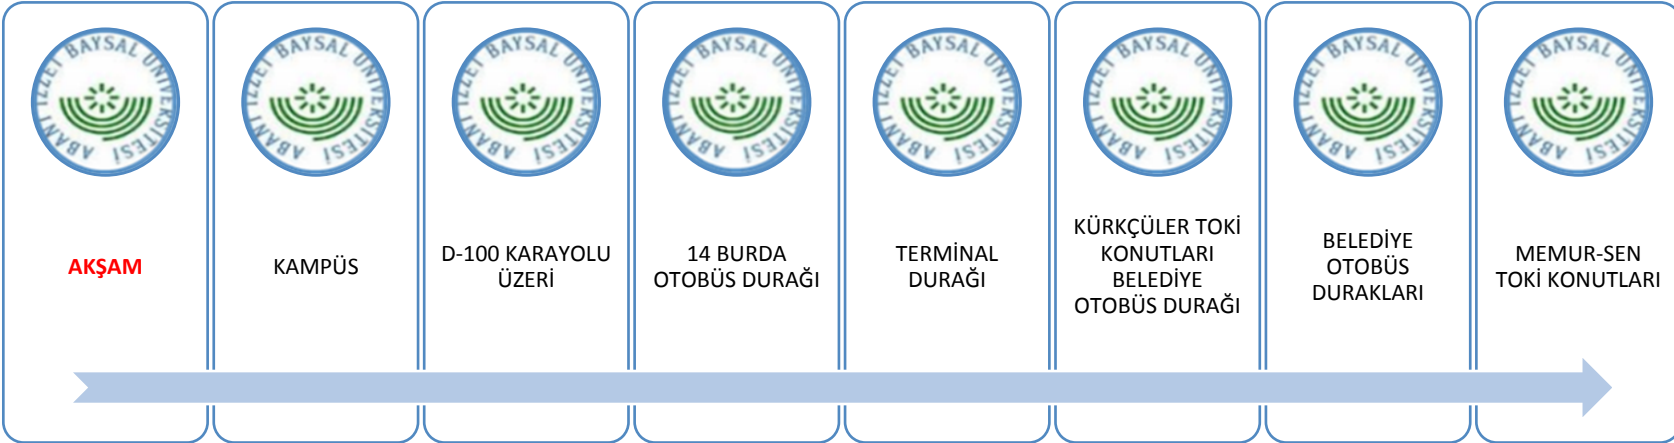 ABANT İZZET BAYSAL ÜNİVERSİTESİ
AKŞAM
ABANT İZZET BAYSAL ÜNİVERSİTESİ
KAMPÜS
ABANT İZZET BAYSAL ÜNİVERSİTESİ
D-100 KARAYOLU
ÜZERİ
ABANT İZZET BAYSAL ÜNİVERSİTESİ
14 BURDA
OTOBÜS DURAĞI
ABANT İZZET BAYSAL ÜNİVERSİTESİ
TERMİNAL
DURAĞI
ABANT İZZET BAYSAL ÜNİVERSİTESİ
KÜRKÇÜLER TOKİ
KONUTLARI
BELEDİYE
OTOBÜS DURAĞI
ABANT İZZET BAYSAL ÜNİVERSİTESİ
BELEDİYE
OTOBÜS
DURAKLARI
ABANT İZZET BAYSAL ÜNİVERSİTESİ
MEMUR-SEN
TOKİ KONUTLARI